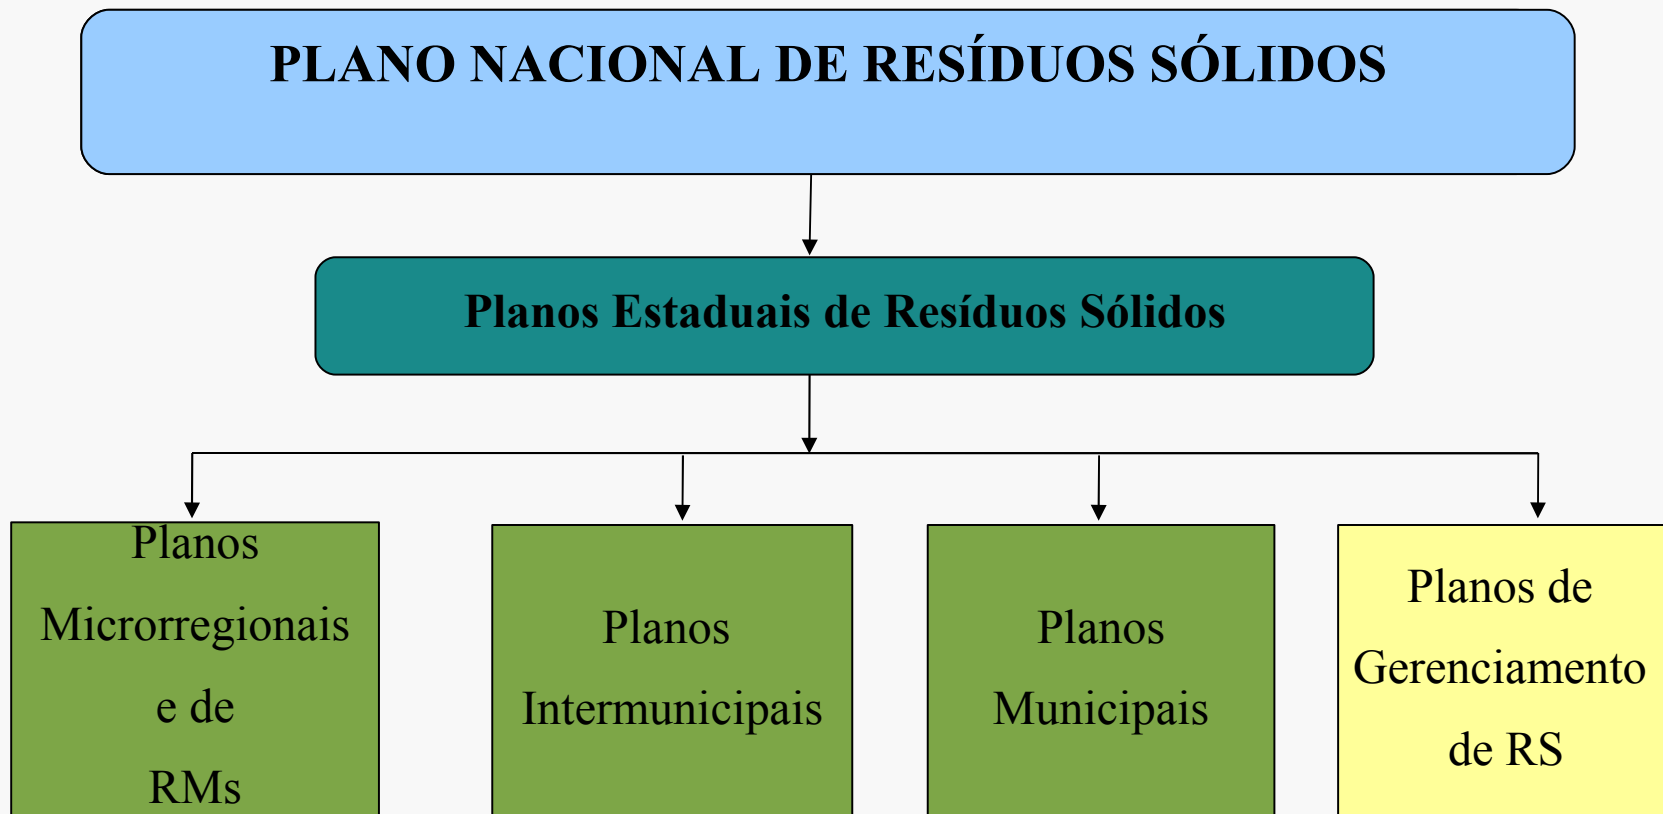 PLANO NACIONAL DE RESÍDUOS SÓLIDOS
Planos Estaduais de Resíduos Sólidos
Planos
Microrregionais
e de
RMs
Planos
Intermunicipais
Planos
Municipais
Planos de
Gerenciamento
de RS